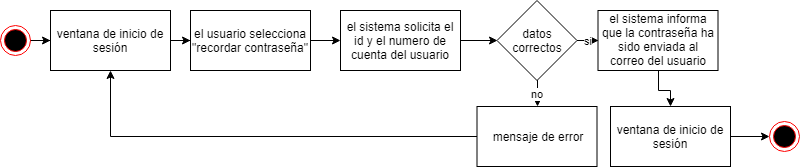 ventana de inicio de
sesión
el usuario selecciona
"recordar contraseña"
el sistema solicita el
id y el numero de
cuenta del usuario
datos
correctos
si
el sistema informa
que la contraseña ha
sido enviada al
correo del usuario
no
mensaje de error
ventana de inicio de
sesión